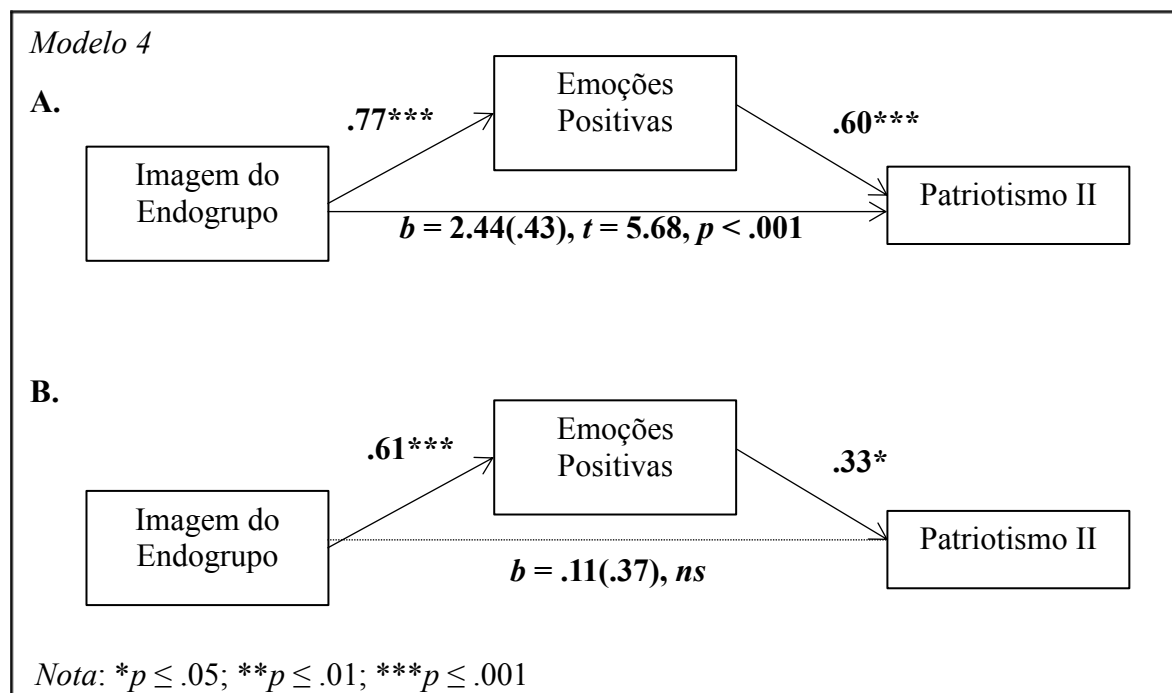 Modelo 4
A.
Emoções
Positivas
.77***
.60***
Imagem do
Endogrupo
Patriotismo II
b = 2.44(.43), t = 5.68, p < .001
B.
Emoções
Positivas
.61***
.33*
Imagem do
Endogrupo
Patriotismo II
b = .11(.37), ns
Nota: *p ≤ .05; **p ≤ .01; ***p ≤ .001